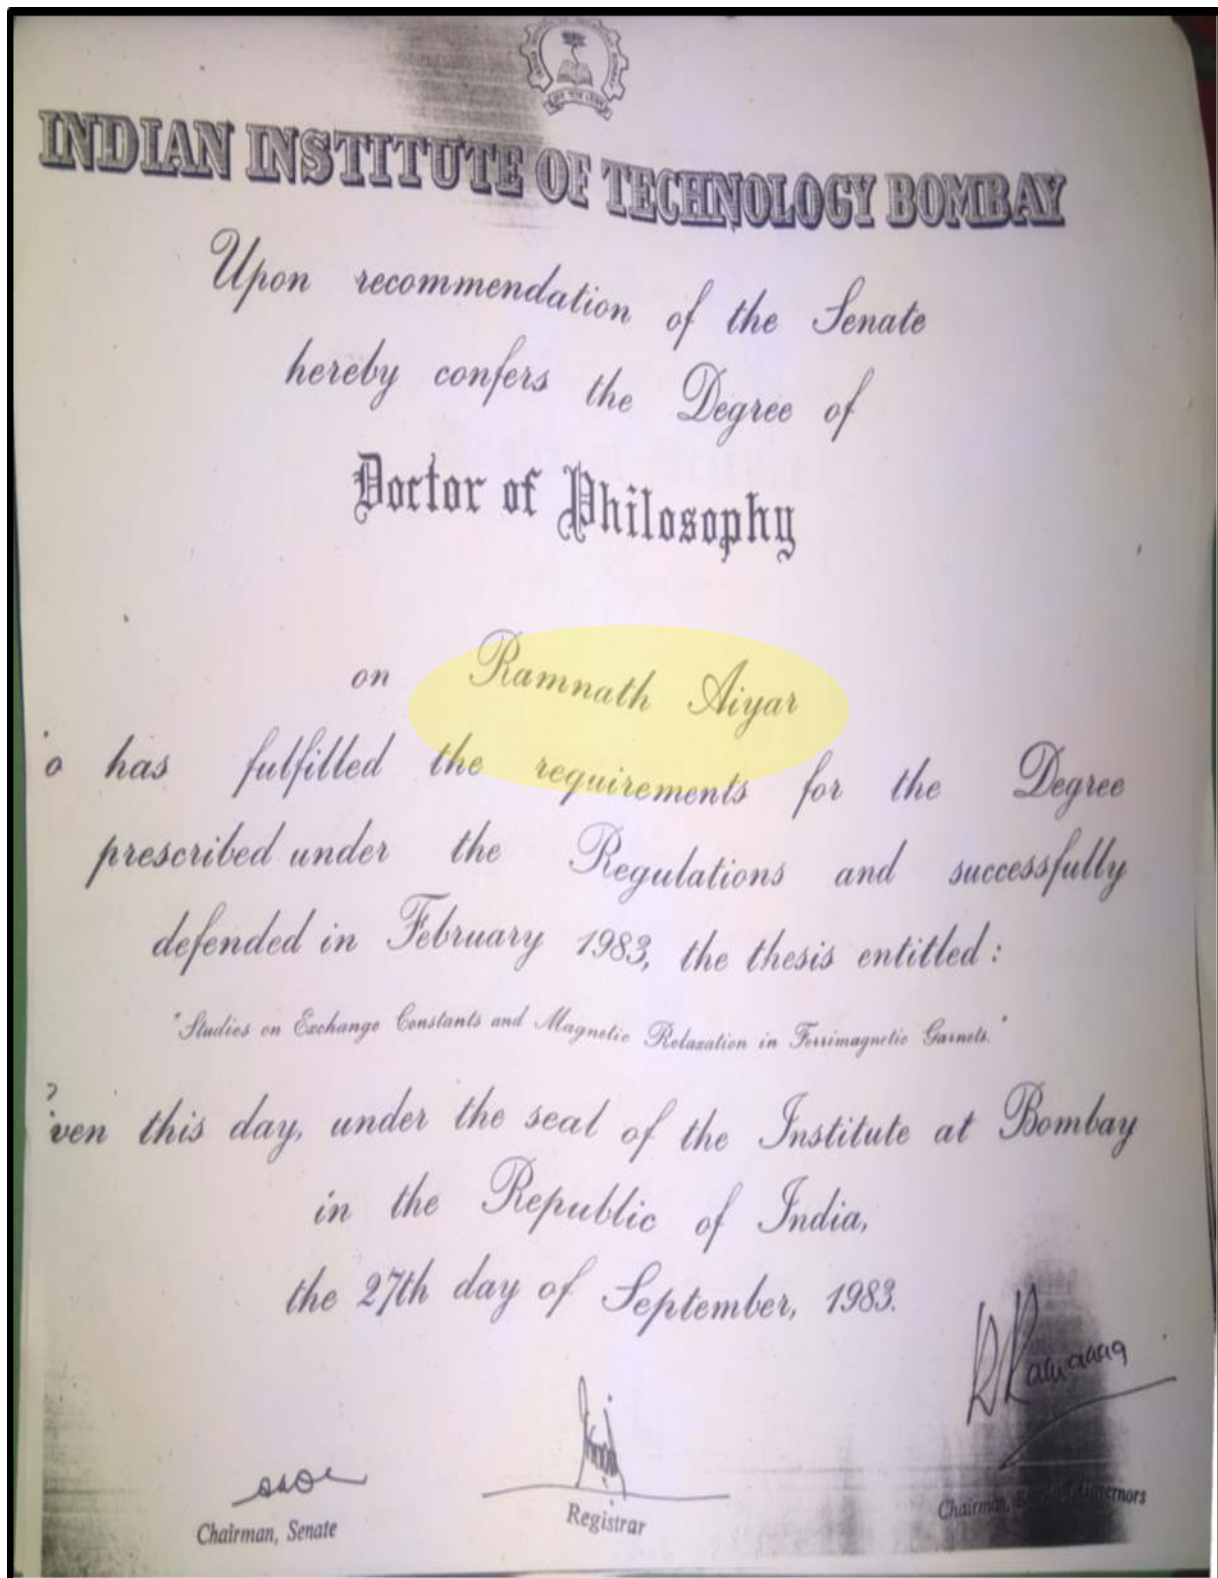 INDIAN INSTITUTE OF TECHNOLOGY BOMBAY
Upon recommendation of the Senate
hereby confers the Degree of
Doctor of Philosophy
on Ramnath Aiyar
o has fulfilled the requirements for the Degree
prescribed under the Regulations and successfully
defended in February 1983, the thesis entitled:
"Studies on Exchange Constants and Magnetic Relaxation in Ferrimagnetic Garnets."
ven this day, under the seal of the Institute at Bombay
in the Republic of India,
the 27th day of September, 1983.
Chairman, Senate
Registrar
Chairman, Board of Governors